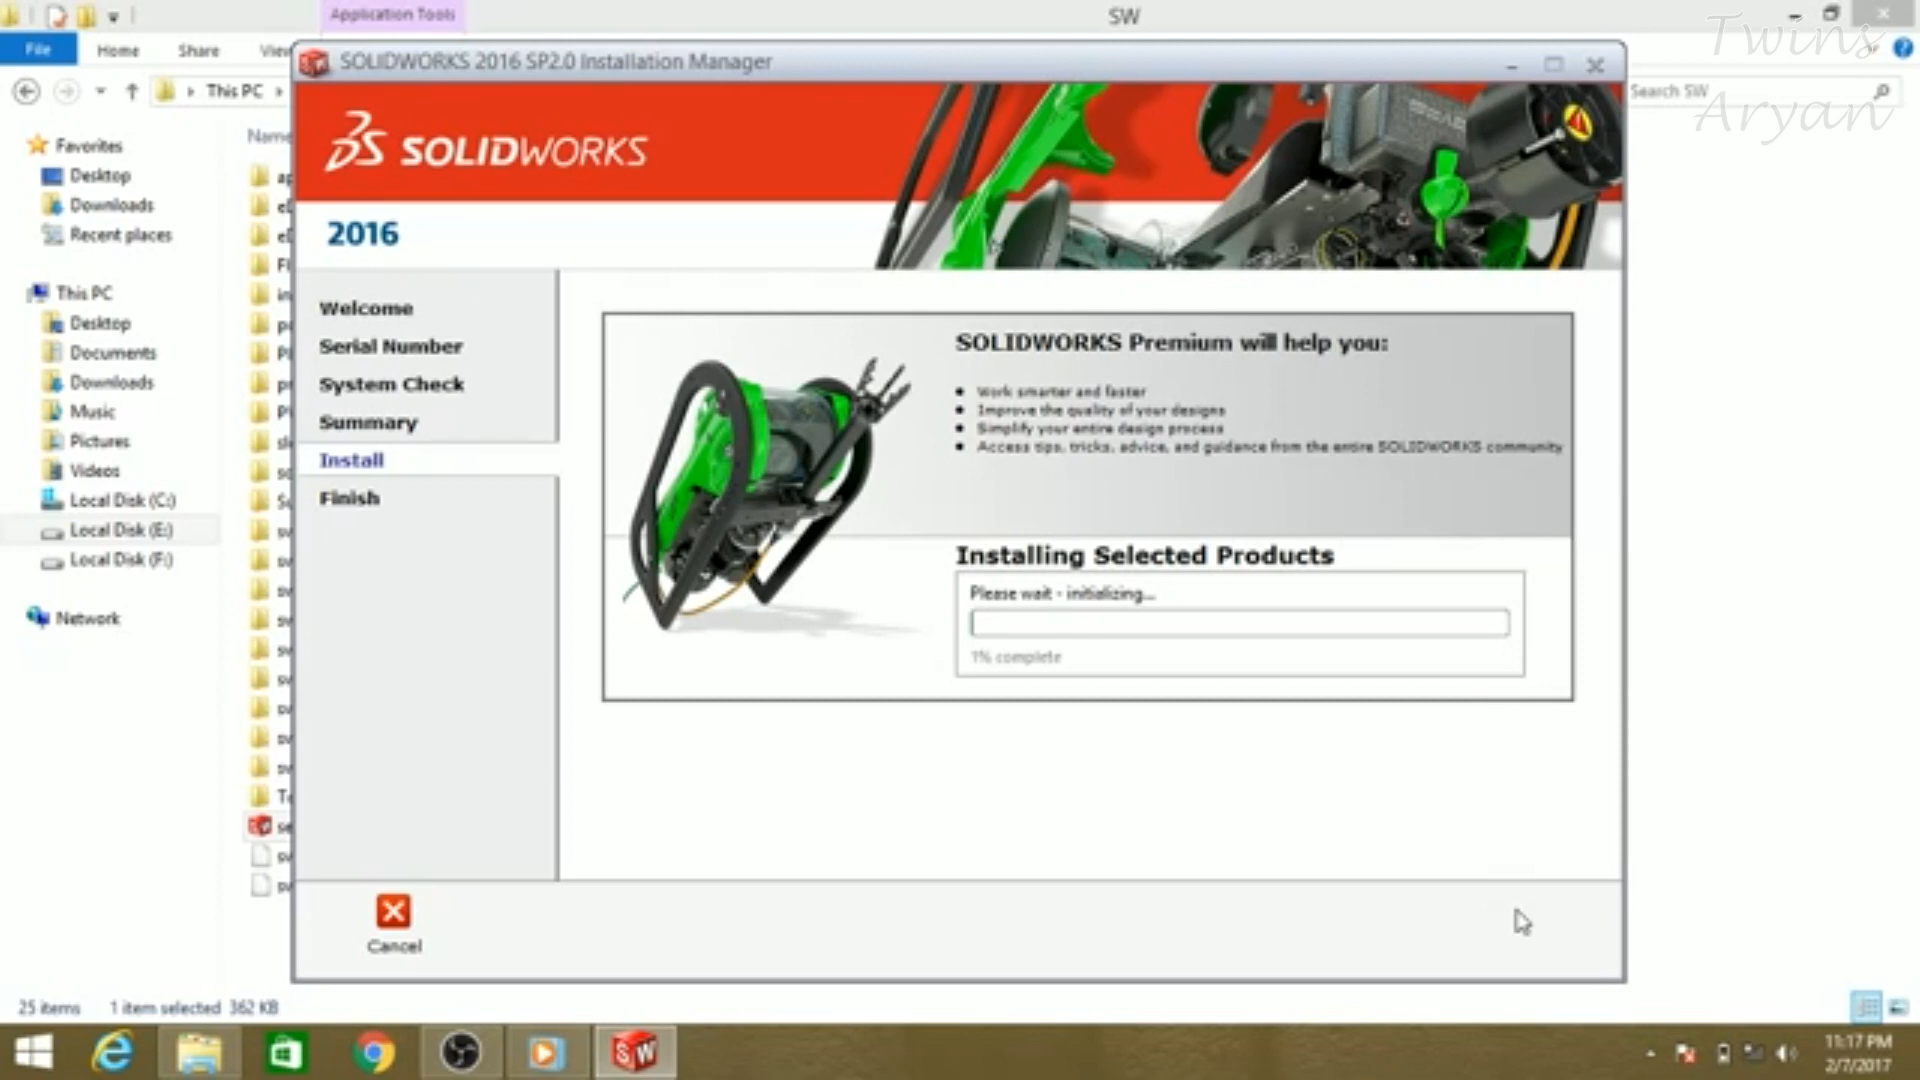 Application Tools
SW
File
Home
Share
View
SOLIDWORKS 2016 SP2.0 Installation Manager
Twins
Aryan
This PC
Search SW
SOLIDWORKS
2016
Favorites
Desktop
Downloads
Recent places
This PC
Desktop
Documents
Downloads
Music
Pictures
Videos
Local Disk (C:)
Local Disk (E:)
Local Disk (F:)
Network
Name
Welcome
Serial Number
System Check
Summary
Install
Finish
SOLIDWORKS Premium will help you:
Work smarter and faster
Improve the quality of your designs
Simplify your entire design process
Access tips, tricks, advice, and guidance from the entire SOLIDWORKS community
Installing Selected Products
Please wait - initializing...
1% complete
Cancel
25 items
1 item selected 362 KB
SW
11:17 PM
2/7/2017